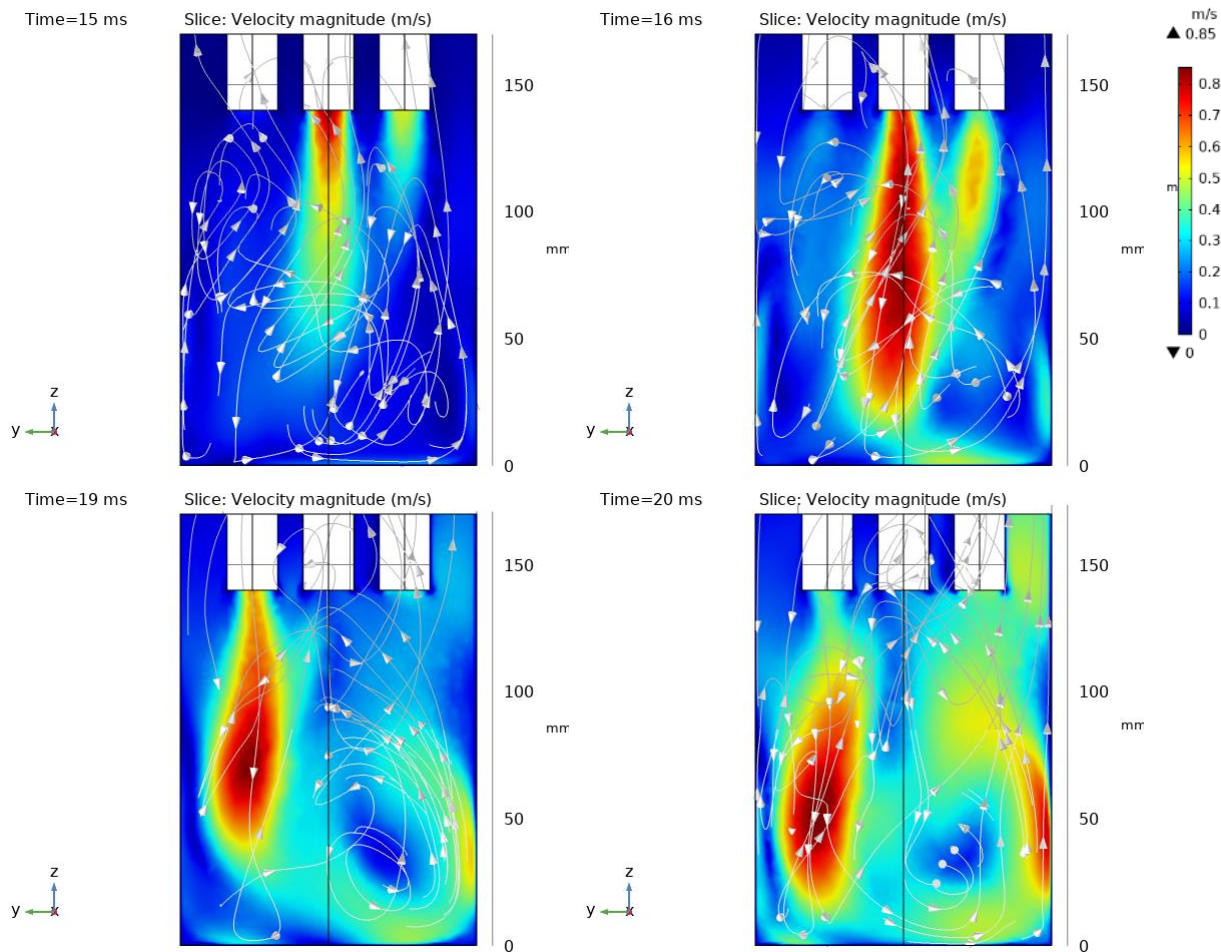 Time=15 ms Slice: Velocity magnitude (m/s)
150
100
mm
50
z
y x
0
Time=16 ms Slice: Velocity magnitude (m/s)
150
100
mm
50
z
y x
0
m/s
0.85
0.8
0.7
0.6
0.5
m
0.4
0.3
0.2
0.1
0
0
Time=19 ms Slice: Velocity magnitude (m/s)
150
100
mm
50
z
y x
0
Time=20 ms Slice: Velocity magnitude (m/s)
150
100
mm
50
z
y x
0